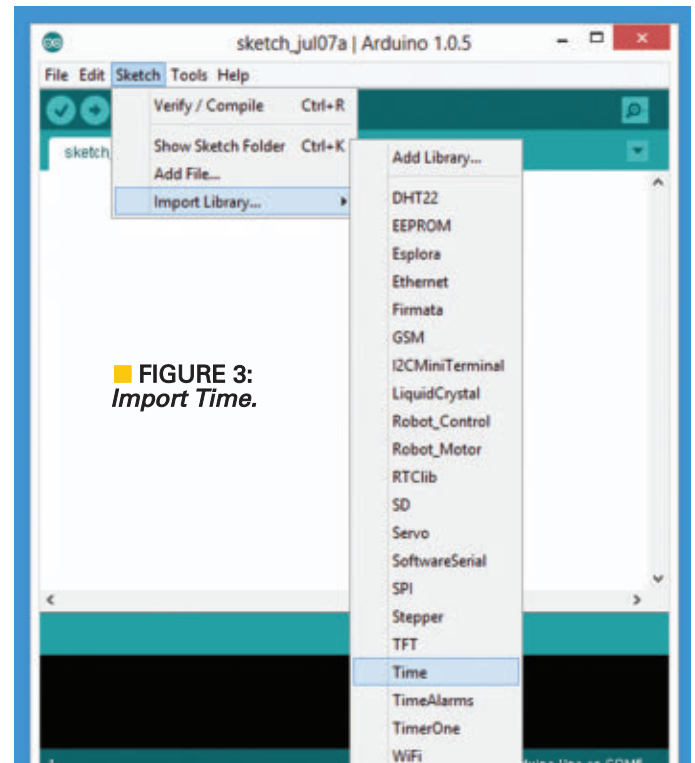 sketch_jul07a | Arduino 1.0.5
File Edit Sketch Tools Help
Verify / Compile Ctrl+R
sketch
Show Sketch Folder Ctrl+K
Add File...
Import Library...
Add Library...
DHT22
EEPROM
Esplora
Ethernet
Firmata
GSM
I2CMiniTerminal
LiquidCrystal
Robot_Control
Robot_Motor
RTClib
SD
Servo
SoftwareSerial
SPI
Stepper
TFT
Time
TimeAlarms
TimerOne
WiFi
FIGURE 3:
Import Time.